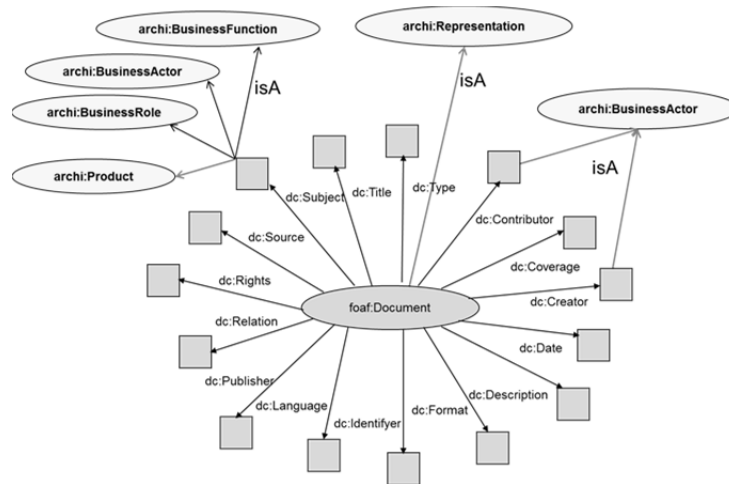 archi:BusinessFunction
archi:Representation
archi:BusinessActor
isA
archi:BusinessActor
archi:BusinessRole
isA
archi:Product
dc:Subject
dc:Title
dc:Type
dc:Contributor
dc:Source
dc:Coverage
dc:Rights
dc:Creator
foaf:Document
dc:Relation
dc:Date
dc:Publisher
dc:Description
dc:Language
dc:Identifyer
dc:Format